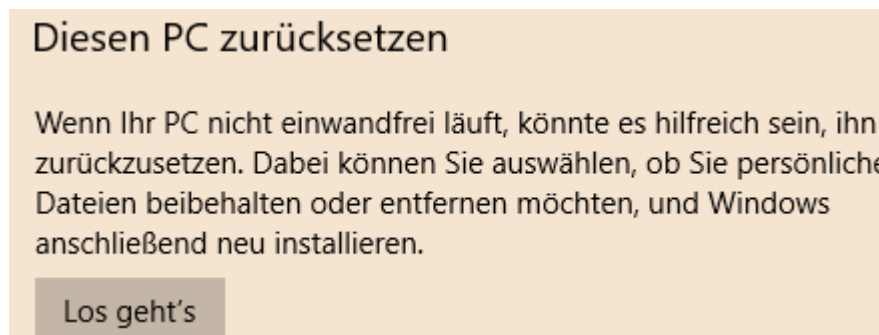 Diesen PC zurücksetzen
Wenn Ihr PC nicht einwandfrei läuft, könnte es hilfreich sein, ihn
zurückzusetzen. Dabei können Sie auswählen, ob Sie persönliche
Dateien beibehalten oder entfernen möchten, und Windows
anschließend neu installieren.
Los geht’s